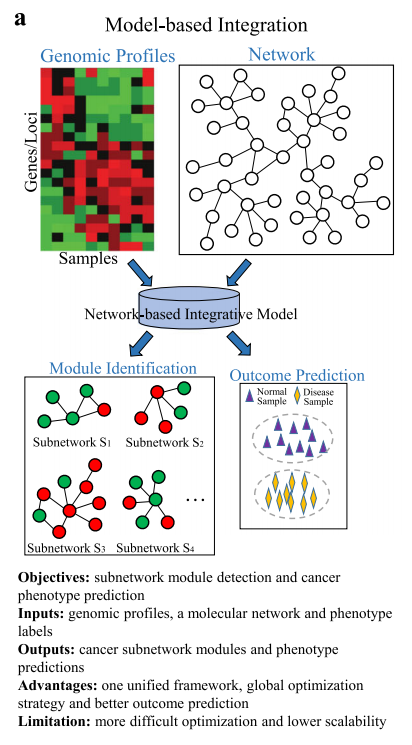 a
Model-based Integration
Genomic Profiles
Network
Genes/Loci
Samples
Network-based Integrative Model
Module Identification
Outcome Prediction
Subnetwork S1
Subnetwork S2
Subnetwork S3
Subnetwork S4
...
Normal
Sample
Disease
Sample
Objectives: subnetwork module detection and cancer
phenotype prediction
Inputs: genomic profiles, a molecular network and phenotype
labels
Outputs: cancer subnetwork modules and phenotype
predictions
Advantages: one unified framework, global optimization
strategy and better outcome prediction
Limitation: more difficult optimization and lower scalability